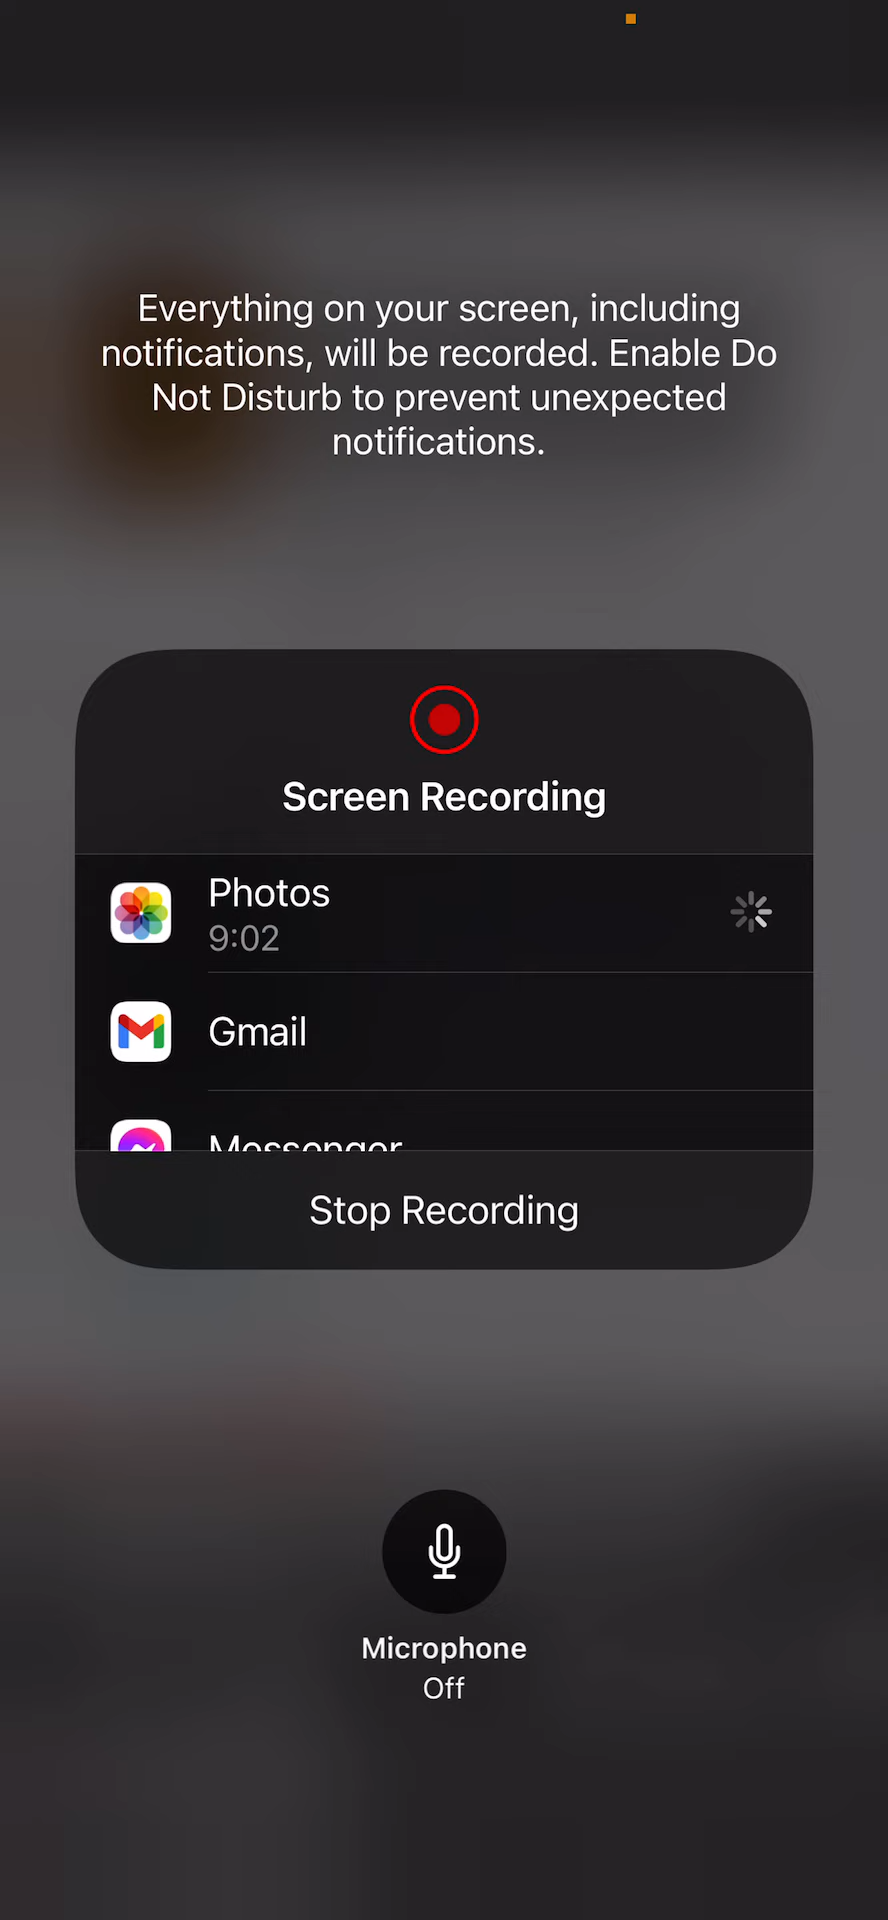 Everything on your screen, including
notifications, will be recorded. Enable Do
Not Disturb to prevent unexpected
notifications.
Screen Recording
Photos
9:02
Gmail
Messenger
Stop Recording
Microphone
Off